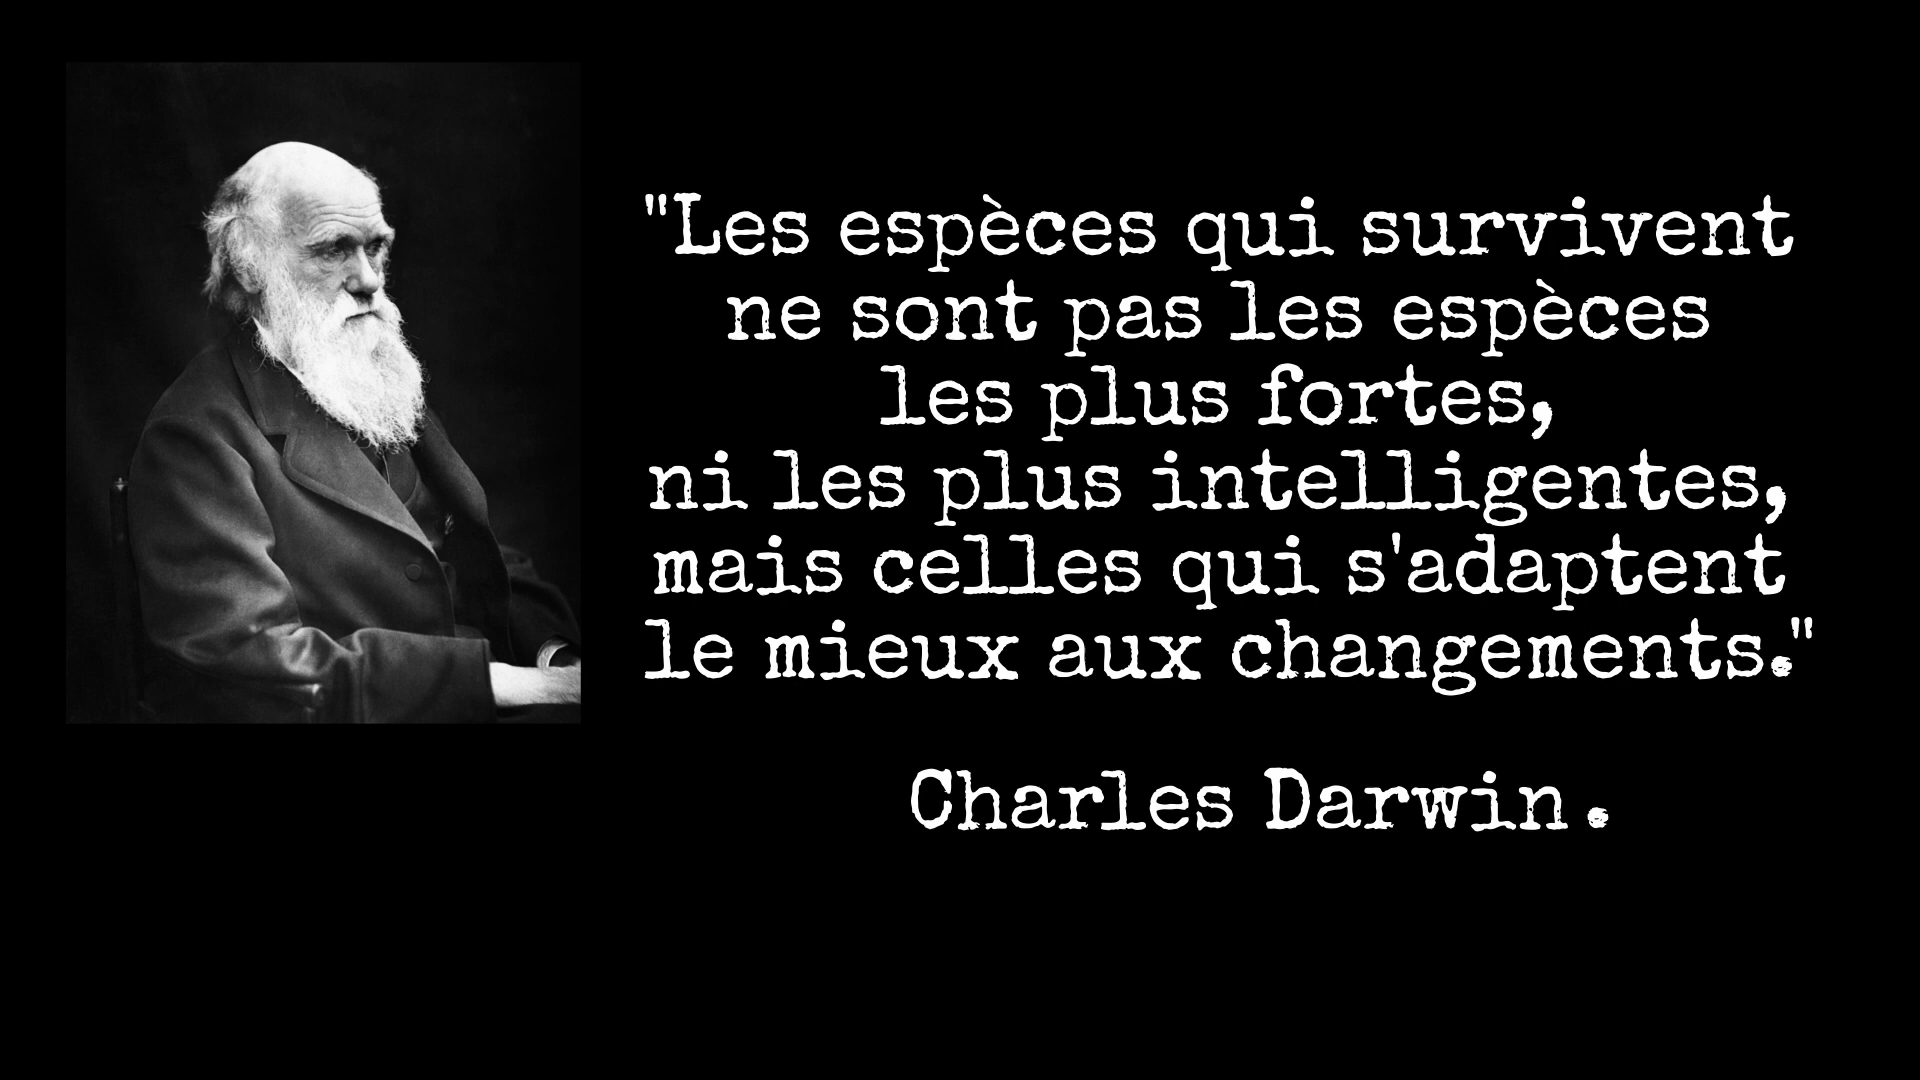 "Les espèces qui survivent
ne sont pas les espèces
les plus fortes,
ni les plus intelligentes,
mais celles qui s'adaptent
le mieux aux changements."
Charles Darwin.